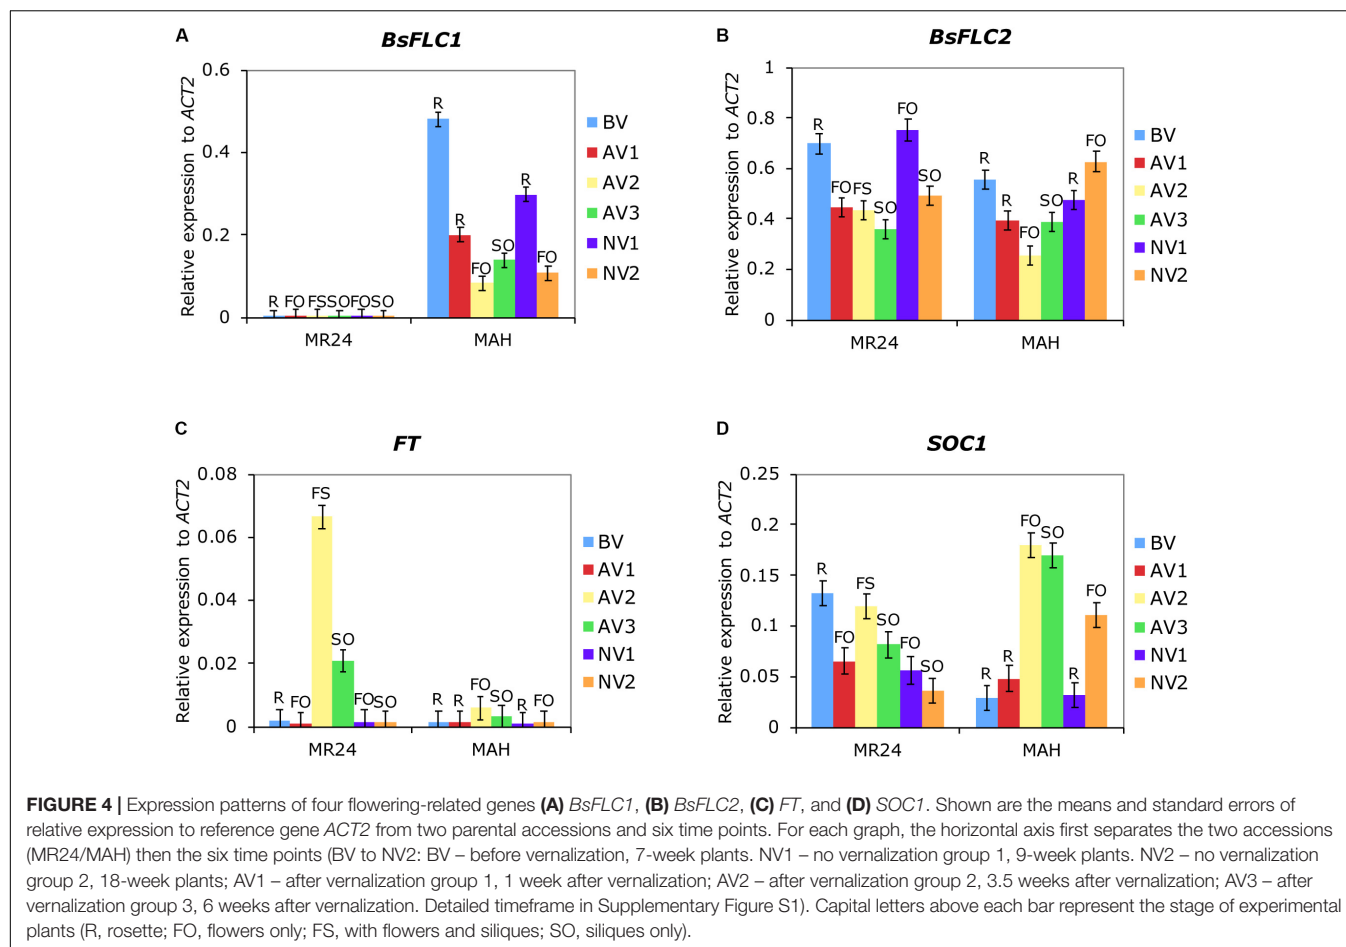 A
BsFLC1
Relative expression to ACT2
0.6
0.4
0.2
0
R FO FS SO FO SO
R R FO SO R FO
MR24 MAH
BV
AV1
AV2
AV3
NV1
NV2
B
BsFLC2
Relative expression to ACT2
1
0.8
0.6
0.4
0.2
0
R FO FS SO FO SO
R R FO SO R FO
MR24 MAH
BV
AV1
AV2
AV3
NV1
NV2
C
FT
Relative expression to ACT2
0.08
0.06
0.04
0.02
0
R FO FS SO FO SO
R R FO SO R FO
MR24 MAH
BV
AV1
AV2
AV3
NV1
NV2
D
SOC1
Relative expression to ACT2
0.25
0.2
0.15
0.1
0.05
0
R FO FS SO FO SO
R R FO SO R FO
MR24 MAH
BV
AV1
AV2
AV3
NV1
NV2
FIGURE 4 | Expression patterns of four flowering-related genes (A) BsFLC1, (B) BsFLC2, (C) FT, and (D) SOC1. Shown are the means and standard errors of
relative expression to reference gene ACT2 from two parental accessions and six time points. For each graph, the horizontal axis first separates the two accessions
(MR24/MAH) then the six time points (BV to NV2: BV – before vernalization, 7-week plants. NV1 – no vernalization group 1, 9-week plants. NV2 – no vernalization
group 2, 18-week plants; AV1 – after vernalization group 1, 1 week after vernalization; AV2 – after vernalization group 2, 3.5 weeks after vernalization; AV3 – after
vernalization group 3, 6 weeks after vernalization. Detailed timeframe in Supplementary Figure S1). Capital letters above each bar represent the stage of experimental
plants (R, rosette; FO, flowers only; FS, with flowers and siliques; SO, siliques only).